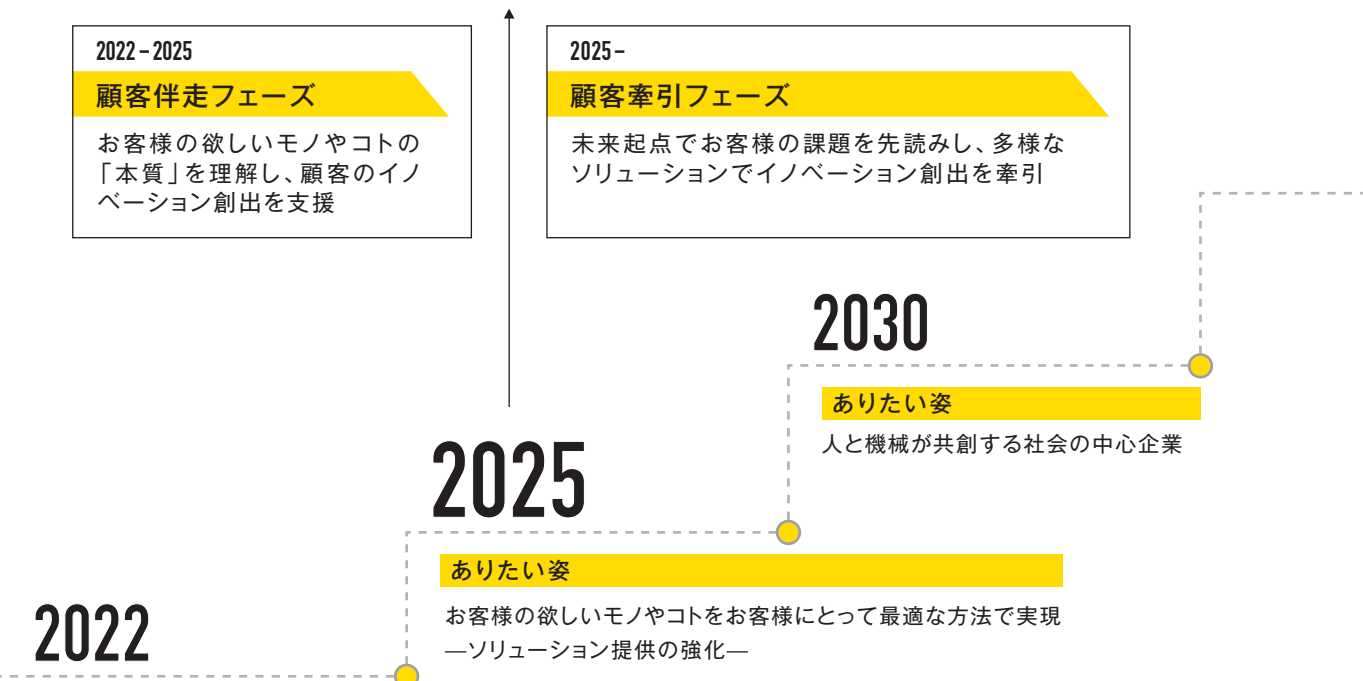 2022–2025
顧客伴走フェーズ
お客様の欲しいモノやコトの
「本質」を理解し、顧客のイノ
ベーション創出を支援
2025–
顧客牽引フェーズ
未来起点でお客様の課題を先読みし、多様な
ソリューションでイノベーション創出を牽引
2030
ありたい姿
人と機械が共創する社会の中心企業
2025
ありたい姿
お客様の欲しいモノやコトをお客様にとって最適な方法で実現
―ソリューション提供の強化―
2022